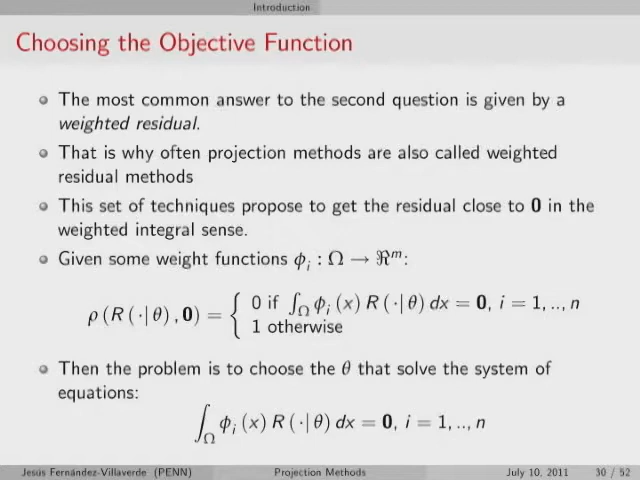 Introduction
Choosing the Objective Function
The most common answer to the second question is given by a
weighted residual.
That is why often projection methods are also called weighted
residual methods
This set of techniques propose to get the residual close to 0 in the
weighted integral sense.
Given some weight functions ϕᵢ : Ω → ℜᵐ:
ρ (R ( ·| θ) , 0) = { 0 if ∫_Ω ϕᵢ (x) R ( ·| θ) dx = 0, i = 1, .., n
1 otherwise
Then the problem is to choose the θ that solve the system of
equations:
∫_Ω ϕᵢ (x) R ( ·| θ) dx = 0, i = 1, .., n
Jesús Fernández-Villaverde (PENN) Projection Methods July 10, 2011 30 / 52